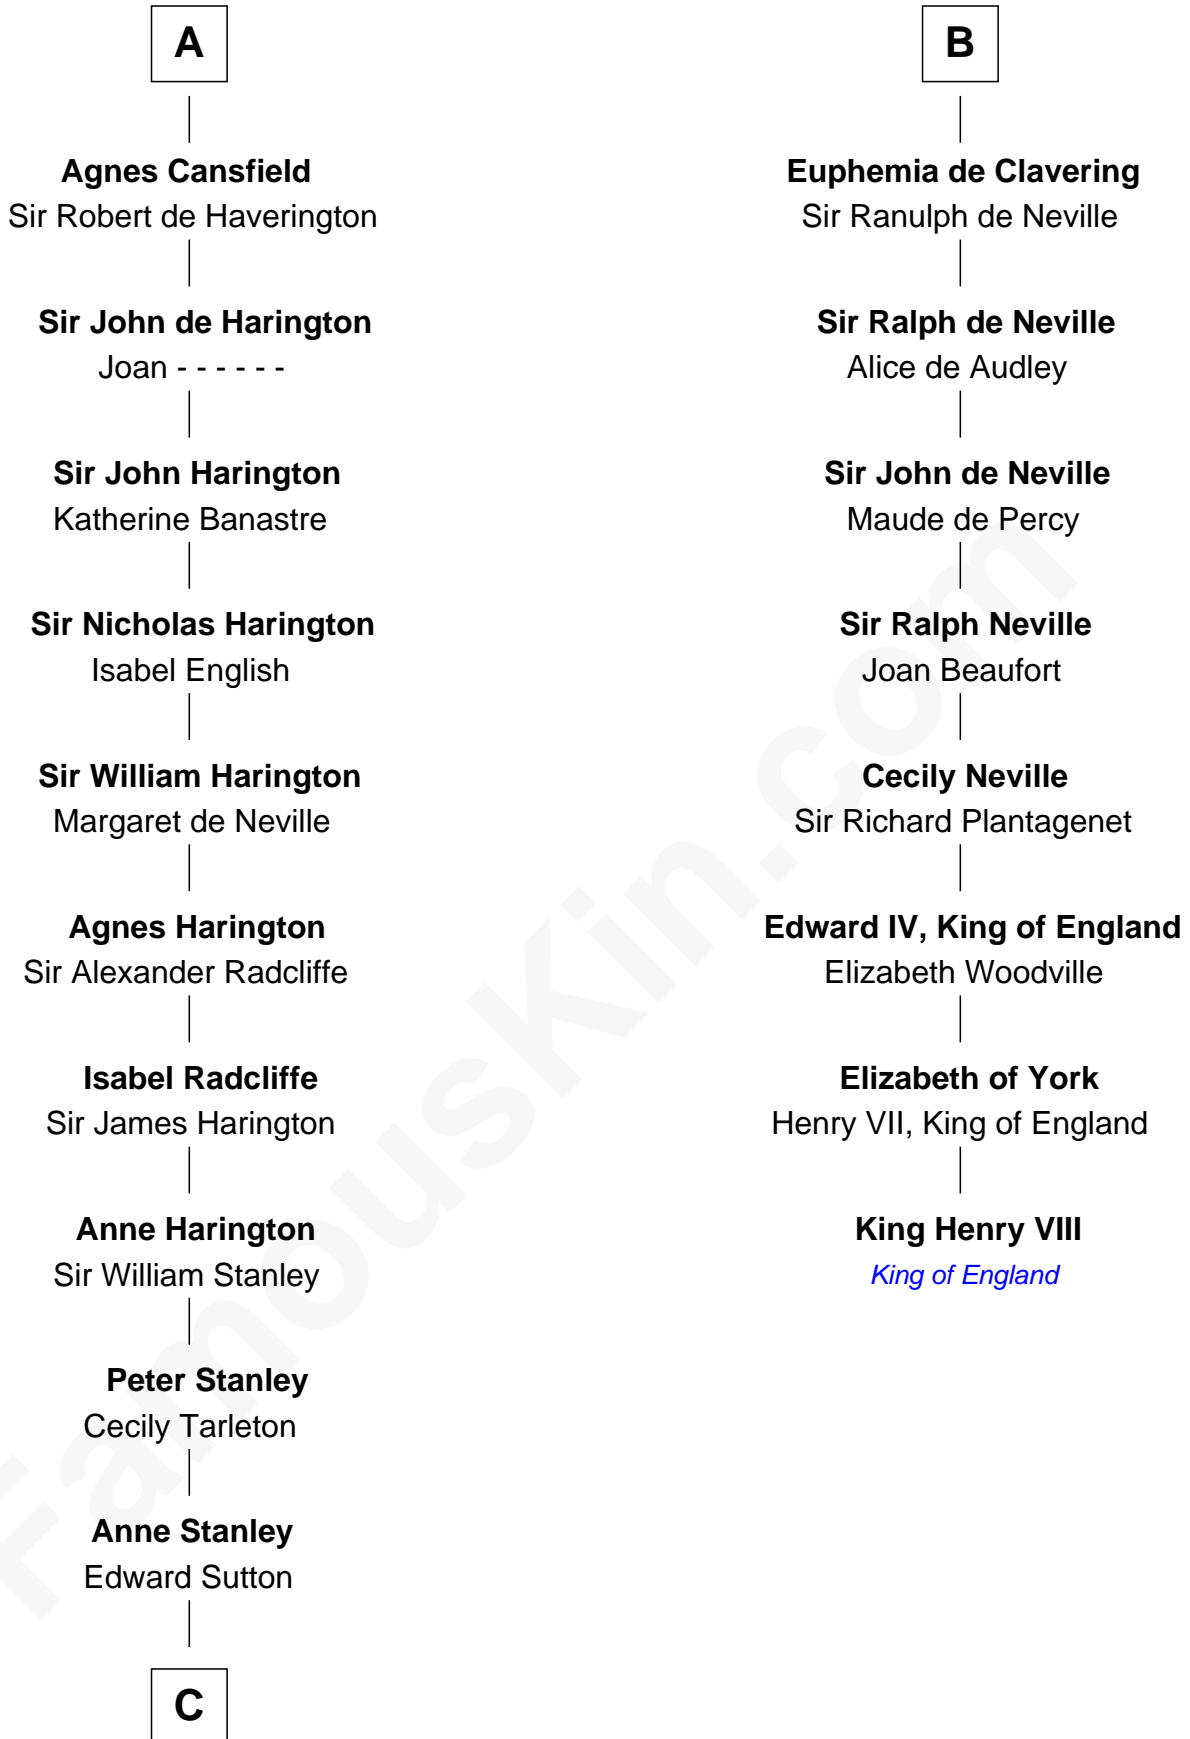 A
Agnes Cansfield
Sir Robert de Haverington
Sir John de Harington
Joan - - - - - -
Sir John Harington
Katherine Banastre
Sir Nicholas Harington
Isabel English
Sir William Harington
Margaret de Neville
Agnes Harington
Sir Alexander Radcliffe
Isabel Radcliffe
Sir James Harington
Anne Harington
Sir William Stanley
Peter Stanley
Cecily Tarleton
Anne Stanley
Edward Sutton
C
B
Euphemia de Clavering
Sir Ranulph de Neville
Sir Ralph de Neville
Alice de Audley
Sir John de Neville
Maude de Percy
Sir Ralph Neville
Joan Beaufort
Cecily Neville
Sir Richard Plantagenet
Edward IV, King of England
Elizabeth Woodville
Elizabeth of York
Henry VII, King of England
King Henry VIII
King of England
FamousKin.com